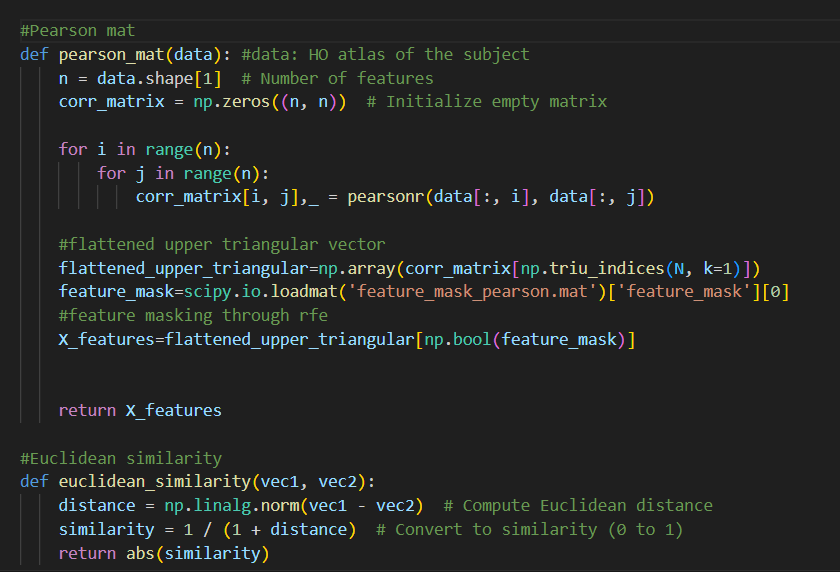 #Pearson mat
def pearson_mat(data): #data: HO atlas of the subject
    n = data.shape[1]  # Number of features
    corr_matrix = np.zeros((n, n))  # Initialize empty matrix

    for i in range(n):
        for j in range(n):
            corr_matrix[i, j],_ = pearsonr(data[:, i], data[:, j])

    #flattened upper triangular vector
    flattened_upper_triangular=np.array(corr_matrix[np.triu_indices(N, k=1)])
    feature_mask=scipy.io.loadmat('feature_mask_pearson.mat')['feature_mask'][0]
    #feature masking through rfe
    X_features=flattened_upper_triangular[np.bool(feature_mask)]


    return X_features

#Euclidean similarity
def euclidean_similarity(vec1, vec2):
    distance = np.linalg.norm(vec1 - vec2)  # Compute Euclidean distance
    similarity = 1 / (1 + distance)  # Convert to similarity (0 to 1)
    return abs(similarity)